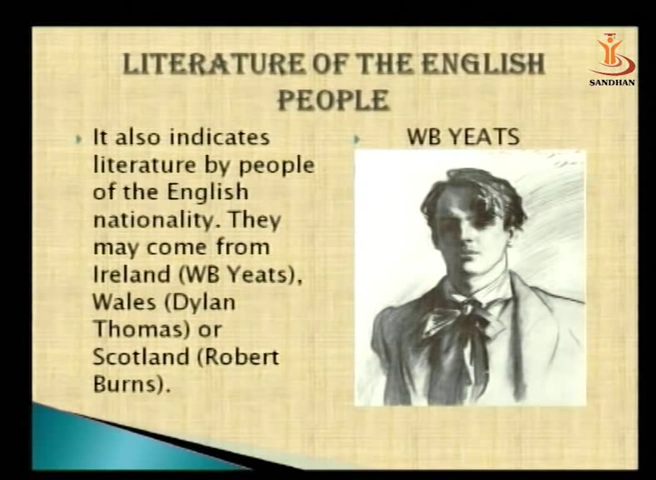 LITERATURE OF THE ENGLISH
PEOPLE
It also indicates
literature by people
of the English
nationality. They
may come from
Ireland (WB Yeats),
Wales (Dylan
Thomas) or
Scotland (Robert
Burns).
WB YEATS
SANDHAN